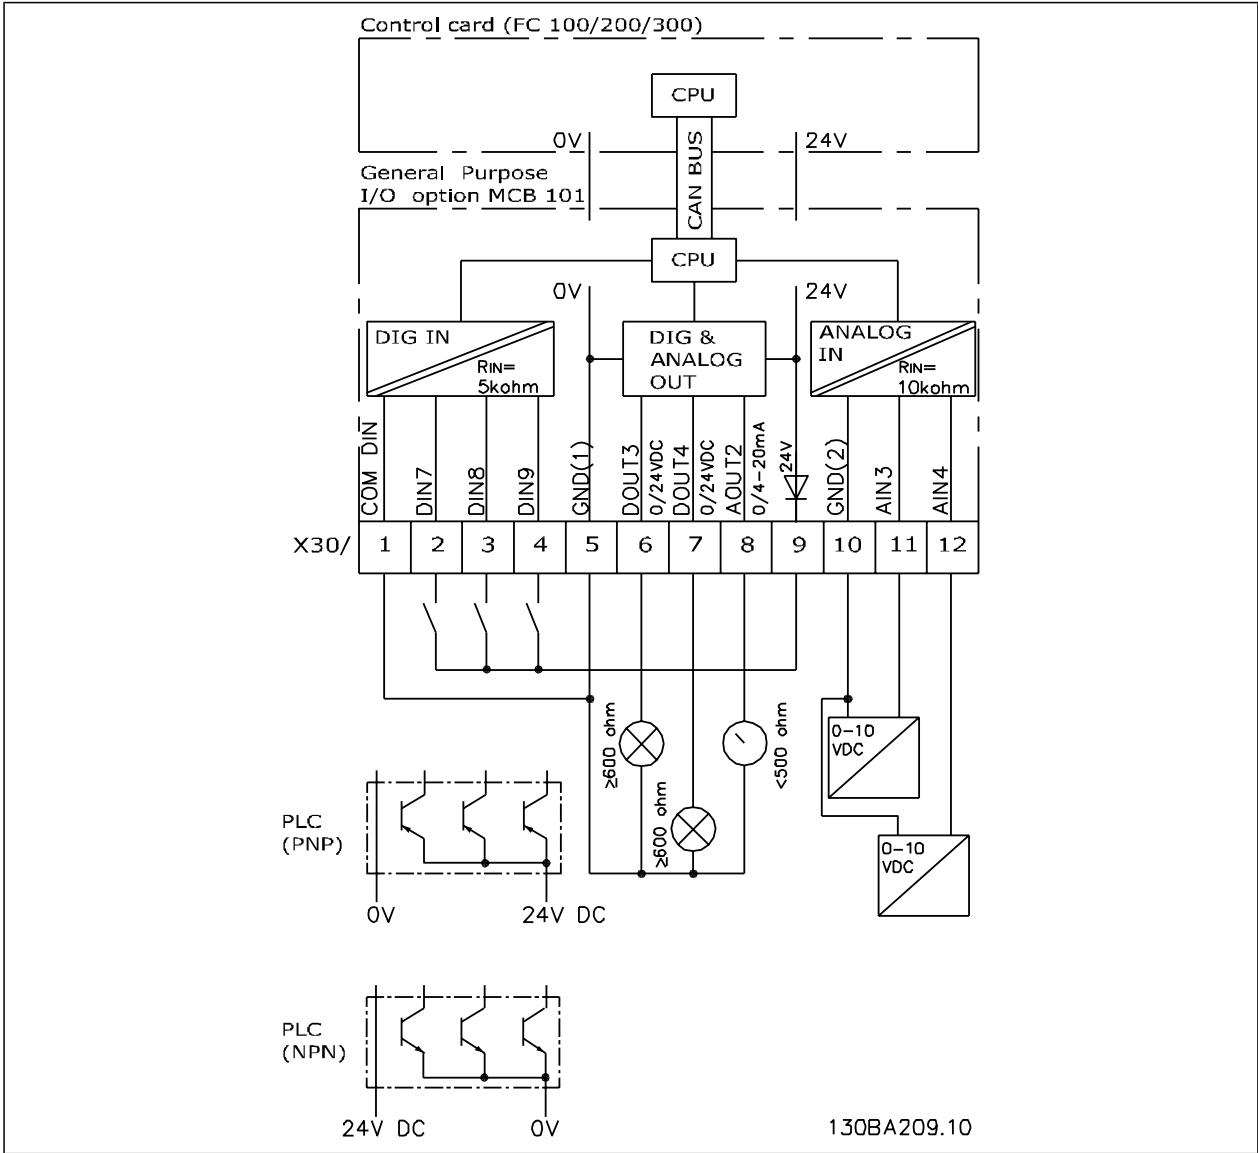 Control card (FC 100/200/300)
CPU
0V
24V
CAN BUS
General Purpose
I/O option MCB 101
CPU
0V
24V
DIG IN
RIN=
5kohm
DIG &
ANALOG
OUT
ANALOG
IN
RIN=
10kohm
COM DIN
DIN7
DIN8
DIN9
GND(1)
DOUT3
0/24VDC
DOUT4
0/24VDC
AOUT2
0/4-20mA
24V
GND(2)
AIN3
AIN4
X30/
1
2
3
4
5
6
7
8
9
10
11
12
≥600 ohm
<500 ohm
0-10
VDC
≥600 ohm
0-10
VDC
PLC
(PNP)
0V
24V DC
PLC
(NPN)
24V DC
0V
130BA209.10